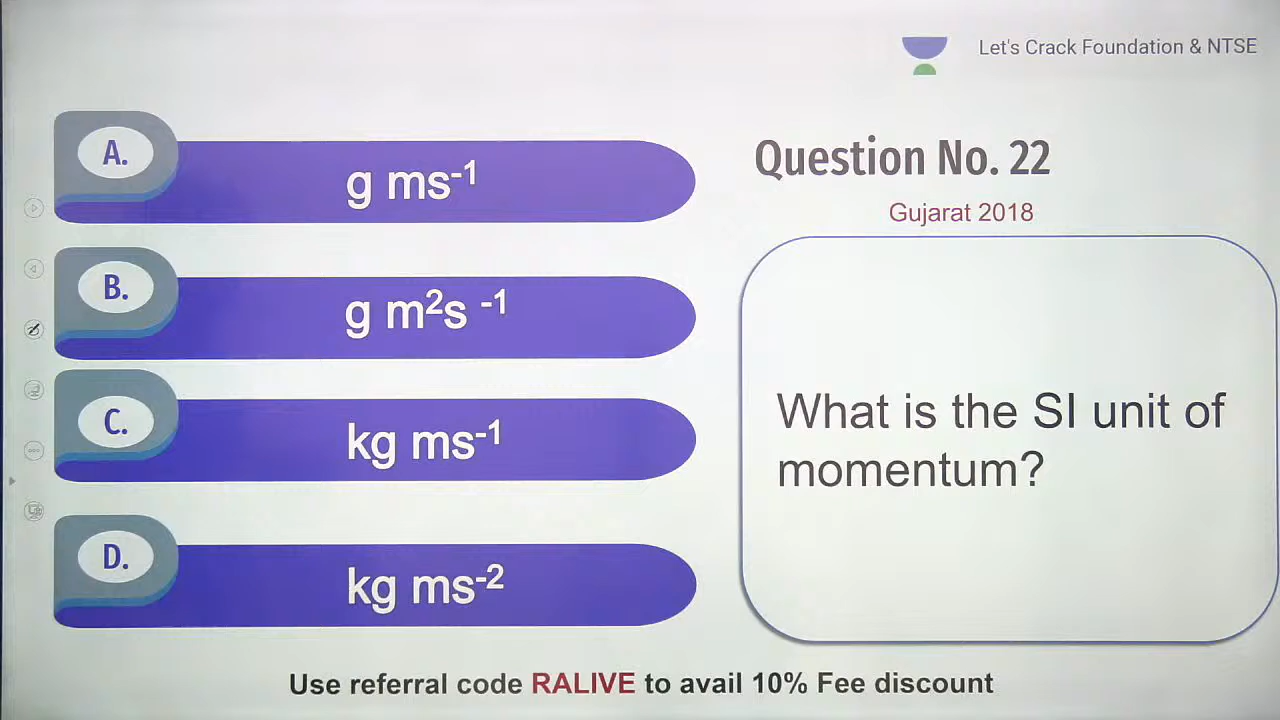 Let's Crack Foundation & NTSE
Question No. 22
Gujarat 2018
What is the SI unit of
momentum?
A. g ms⁻¹
B. g m²s ⁻¹
C. kg ms⁻¹
D. kg ms⁻²
Use referral code RALIVE to avail 10% Fee discount